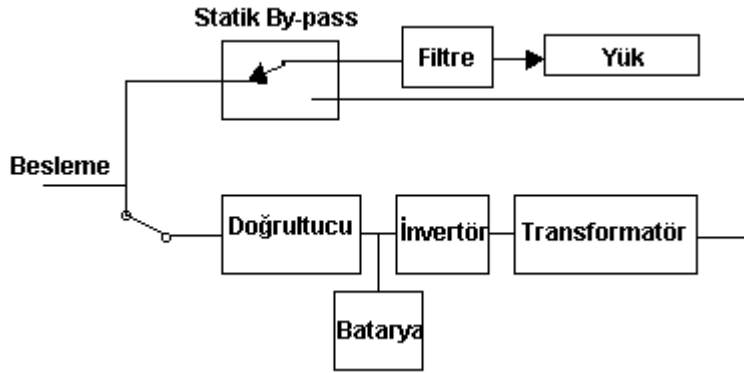 Statik By-pass
Filtre
Yük
Besleme
Doğrultucu
İnvertör
Transformatör
Batarya